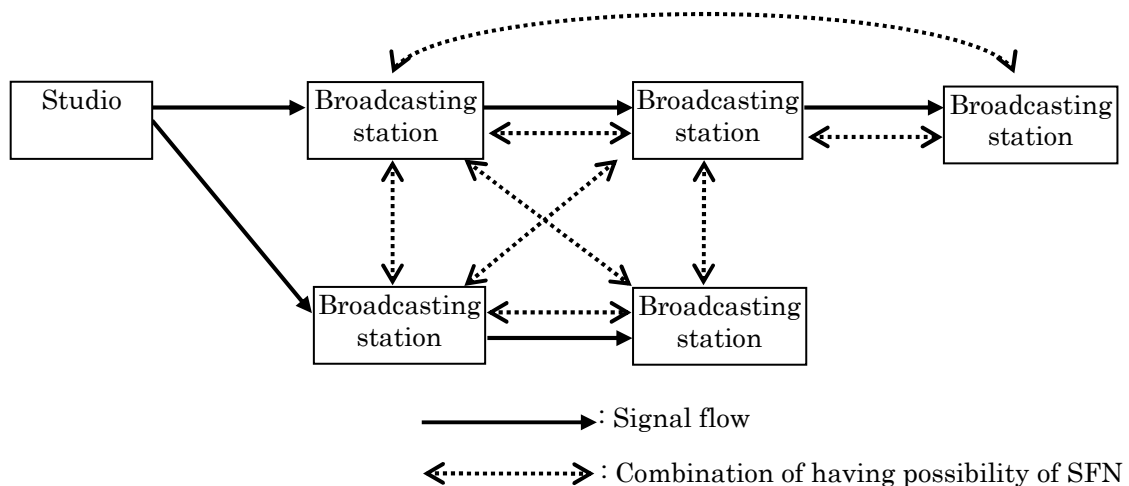 Studio
Broadcasting
station
Broadcasting
station
Broadcasting
station
Broadcasting
station
Broadcasting
station
: Signal flow
: Combination of having possibility of SFN